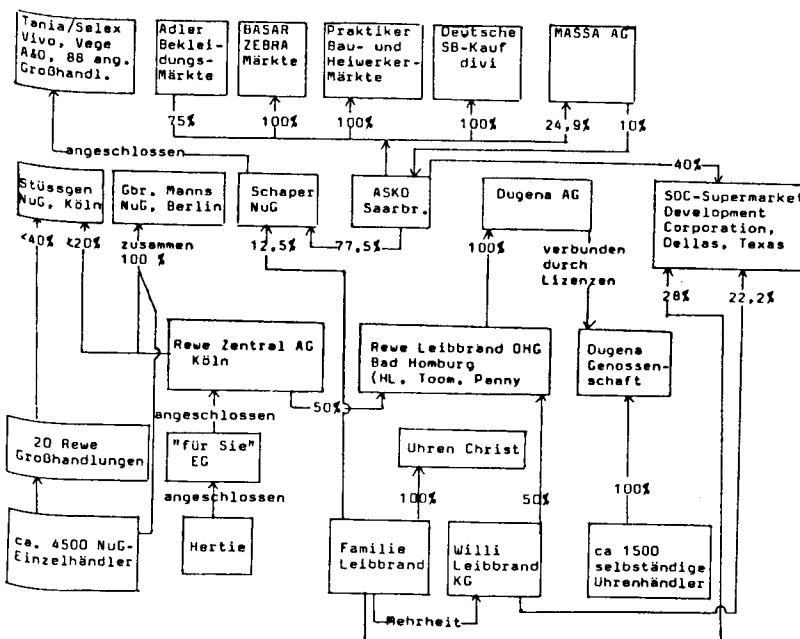 Tania/Selex
Vivo, Vege
A&O, 88 ang.
Großhandl.
Adler
Beklei-
dungs-
Märkte
BASAR
ZEBRA
Märkte
Praktiker
Bau- und
Heiwerker-
Märkte
Deutsche
SB-Kauf
divi
MASSA AG
75%
100%
100%
100%
24,9%
10%
angeschlossen
40%
Stüssgen
NuG, Köln
Gbr. Manns
NuG, Berlin
Schaper
NuG
ASKO
Saarbr.
Dugena AG
SDC-Supermarket
Development
Corporation,
Dellas, Texas
<40%
≥20%
zusammen
100 %
12,5%
77,5%
100%
verbunden
durch
Lizenzen
28%
22,2%
Rewe Zentral AG
Köln
Rewe Leibbrand OHG
Bad Homburg
(HL, Toom, Penny
Dugena
Genossen-
schaft
50%
angeschlossen
20 Rewe
Großhandlungen
"für Sie"
EG
Uhren Christ
angeschlossen
100%
50%
100%
ca. 4500 NuG-
Einzelhändler
Hertie
Familie
Leibbrand
Willi
Leibbrand
KG
ca 1500
selbständige
Uhrenhändler
Mehrheit